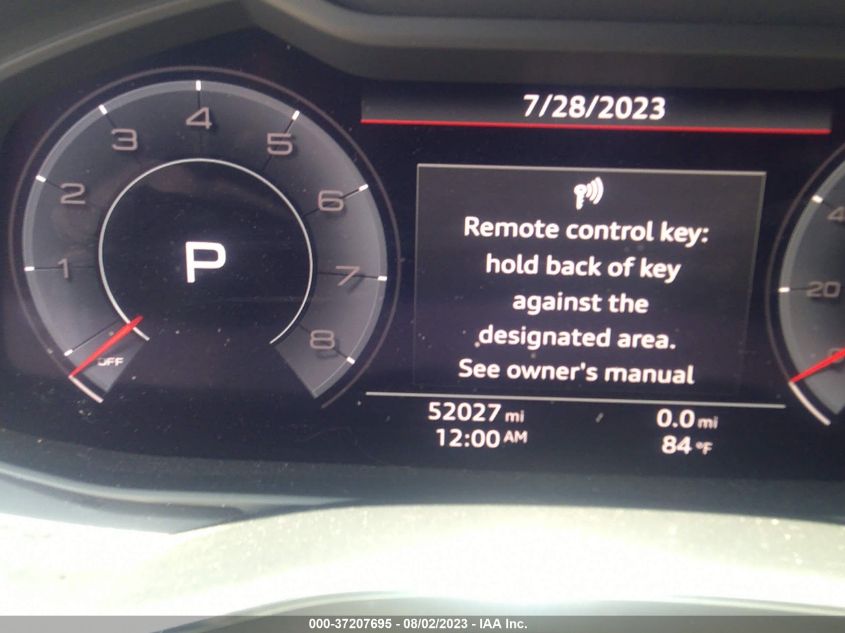 7/28/2023
4
3
5
2
6
1
7
8
OFF
P
Remote control key:
hold back of key
against the
designated area.
See owner's manual
52027 mi
0.0 mi
12:00 AM
84 °F
20
000-37207695 - 08/02/2023 - IAA Inc.